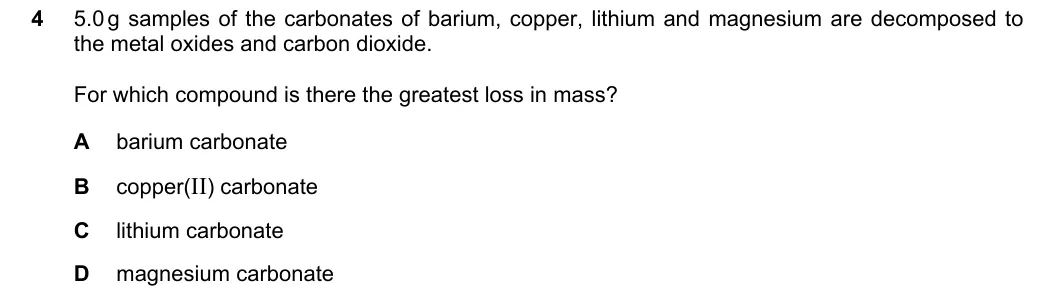 4 5.0 g samples of the carbonates of barium, copper, lithium and magnesium are decomposed to
the metal oxides and carbon dioxide.
For which compound is there the greatest loss in mass?
A barium carbonate
B copper(II) carbonate
C lithium carbonate
D magnesium carbonate